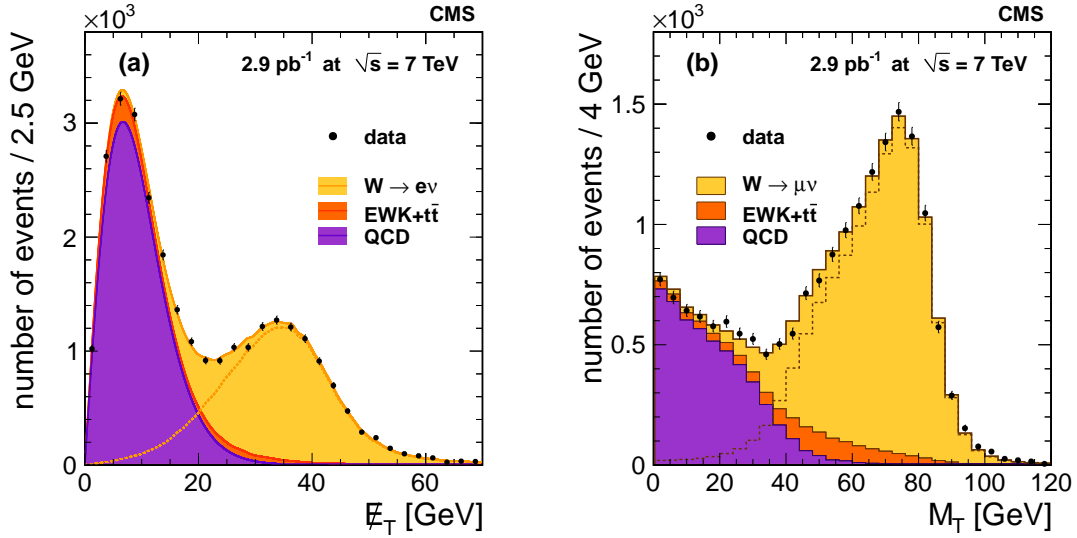 ×10³ CMS
(a) 2.9 pb⁻¹ at √s = 7 TeV
number of events / 2.5 GeV
data
W → eν
EWK+tt̄
QCD
3
2
1
0
0 20 40 60
E̸_T [GeV]
×10³ CMS
(b) 2.9 pb⁻¹ at √s = 7 TeV
number of events / 4 GeV
data
W → μν
EWK+tt̄
QCD
1.5
1
0.5
0
0 20 40 60 80 100 120
M_T [GeV]